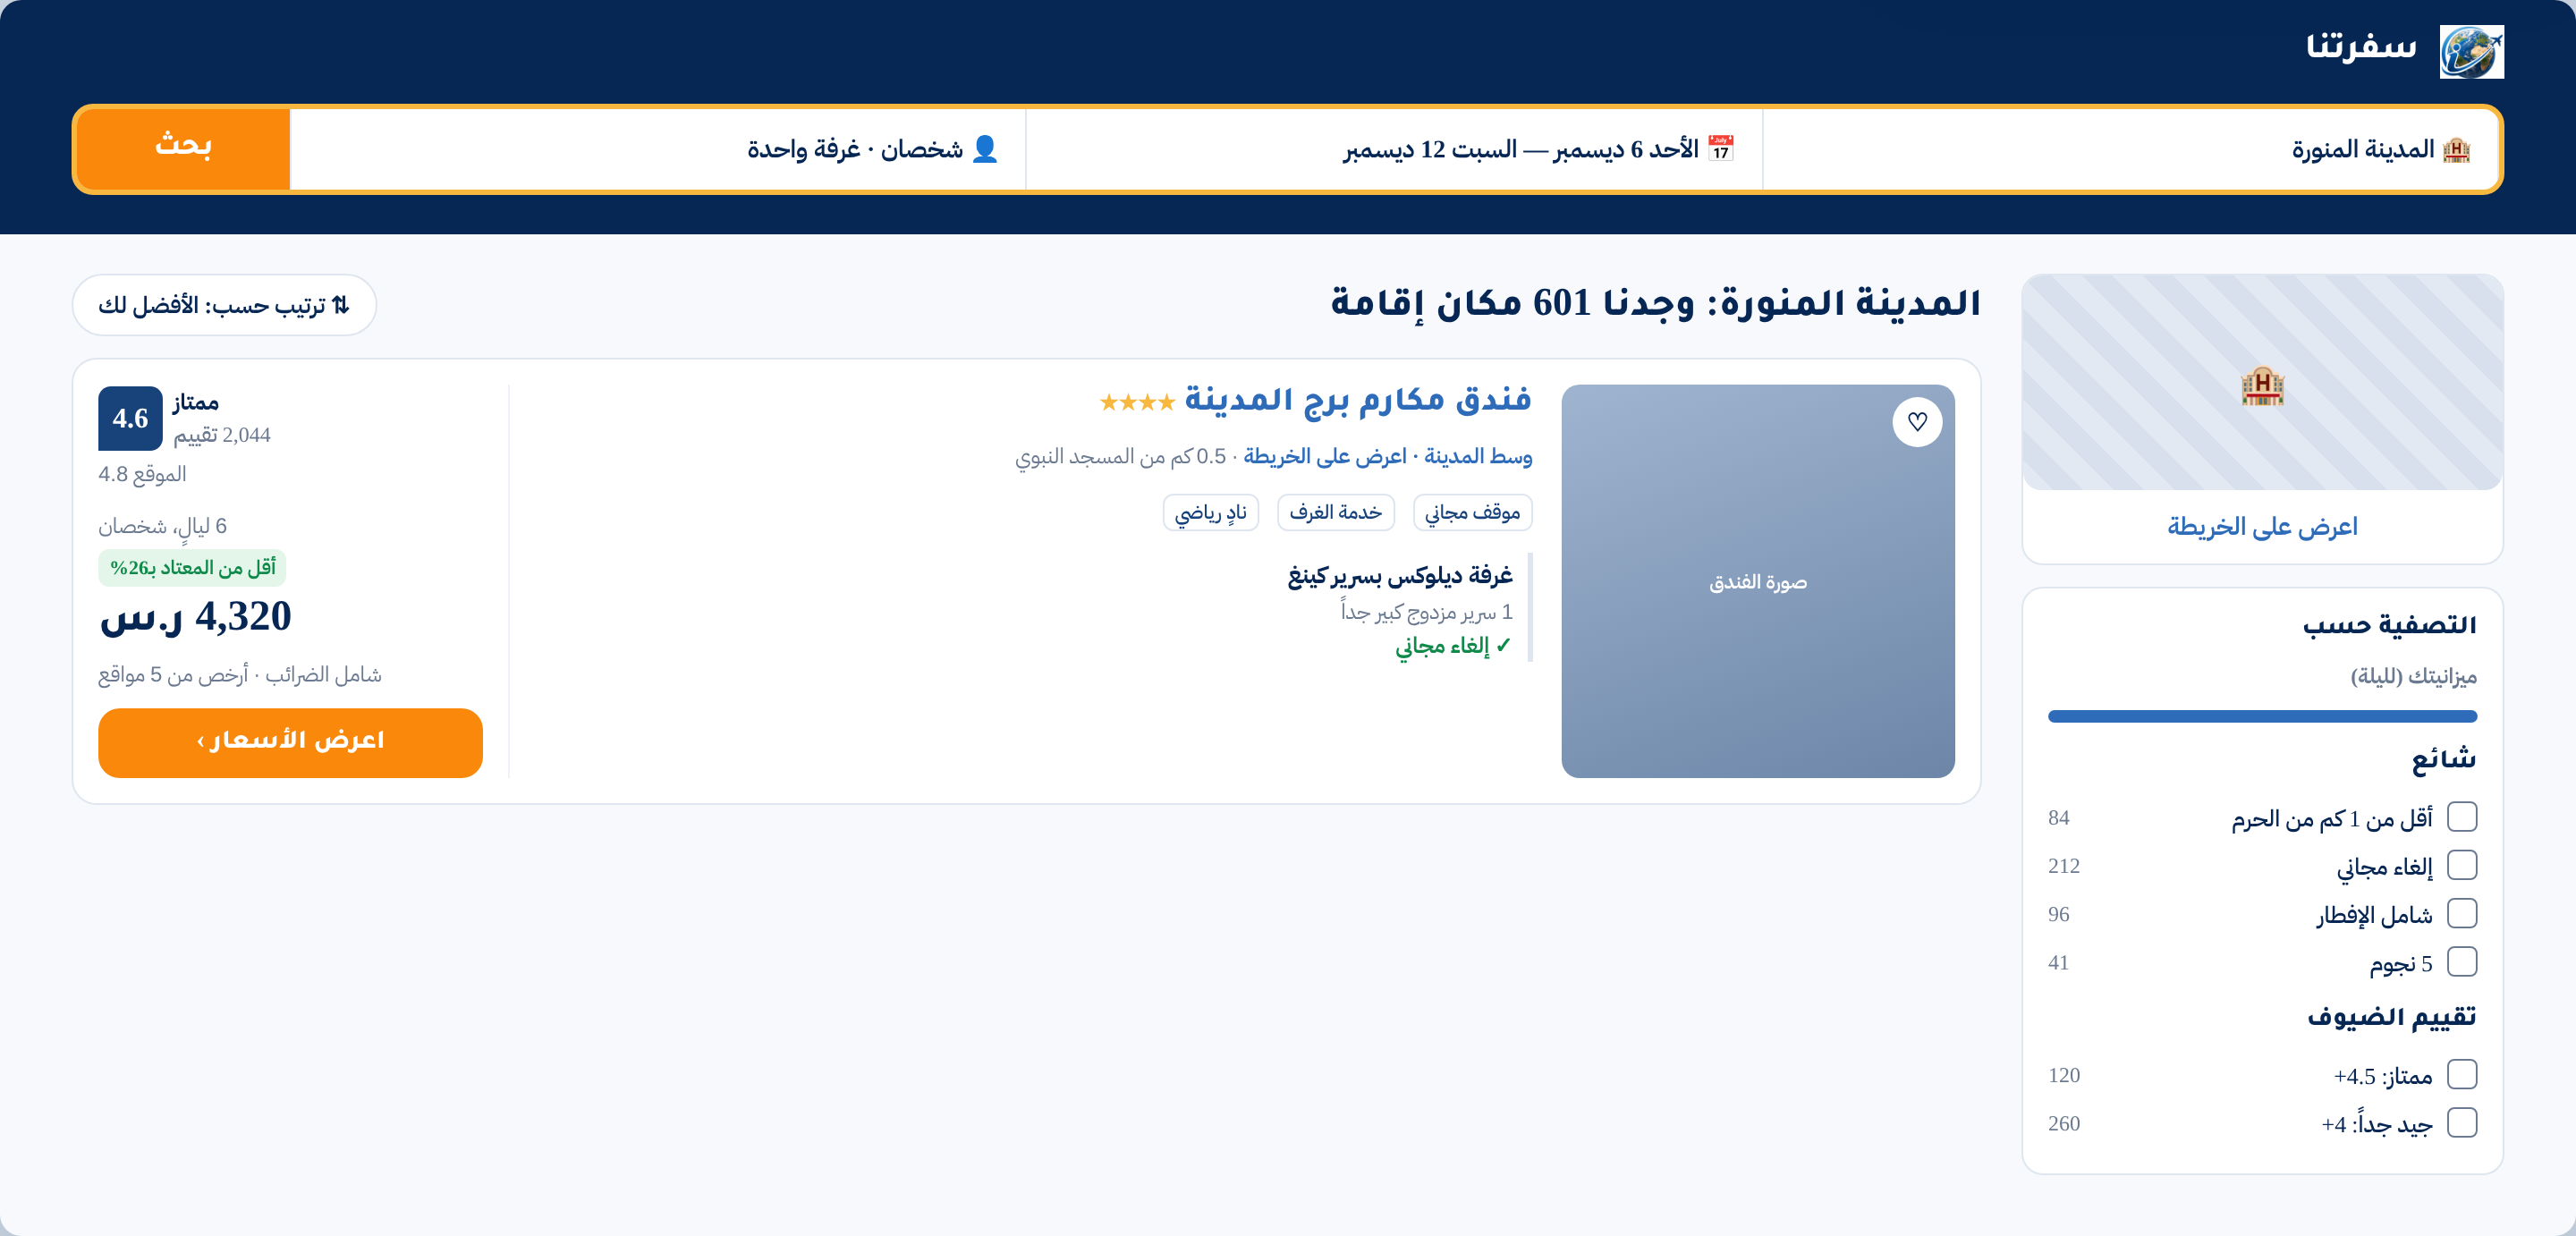 سفرتنا
المدينة المنورة
الأحد 6 ديسمبر — السبت 12 ديسمبر
شخصان · غرفة واحدة
بحث
اعرض على الخريطة
التصفية حسب
ميزانيتك (لليلة)
شائع
أقل من 1 كم من الحرم 84
إلغاء مجاني 212
شامل الإفطار 96
5 نجوم 41
تقييم الضيوف
ممتاز: 4.5+ 120
جيد جداً: 4+ 260
المدينة المنورة: وجدنا 601 مكان إقامة
⇅ ترتيب حسب: الأفضل لك
صورة الفندق
فندق مكارم برج المدينة ★★★★
وسط المدينة · اعرض على الخريطة · 0.5 كم من المسجد النبوي
موقف مجاني
خدمة الغرف
نادٍ رياضي
غرفة ديلوكس بسرير كينغ
1 سرير مزدوج كبير جداً
✓ إلغاء مجاني
ممتاز
2,044 تقييم
4.6
الموقع 4.8
6 ليالٍ، شخصان
أقل من المعتاد بـ26%
4,320 ر.س
شامل الضرائب · أرخص من 5 مواقع
اعرض الأسعار ›